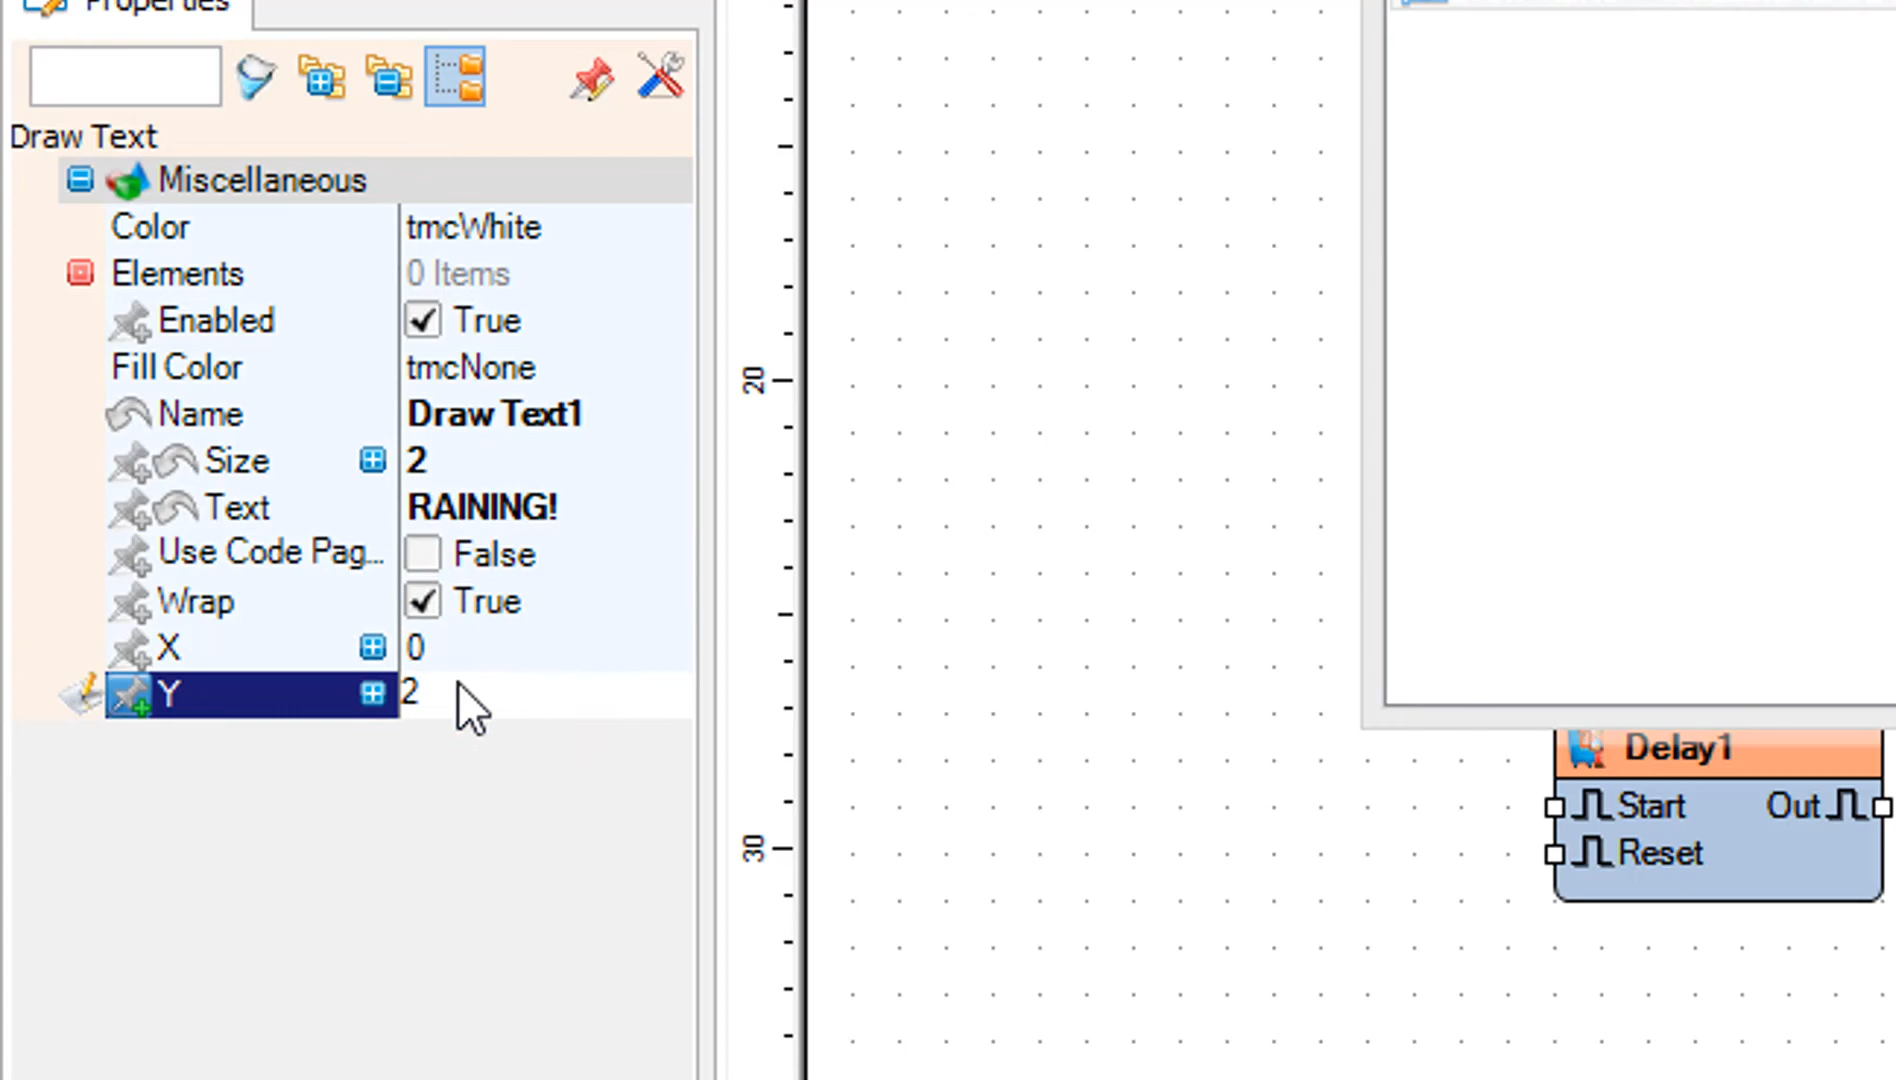 Properties
Draw Text
Miscellaneous
Color tmcWhite
Elements 0 Items
Enabled True
Fill Color tmcNone
Name Draw Text1
Size 2
Text RAINING!
Use Code Pag... False
Wrap True
X 0
Y 2
20
30
Delay1
Start Out
Reset